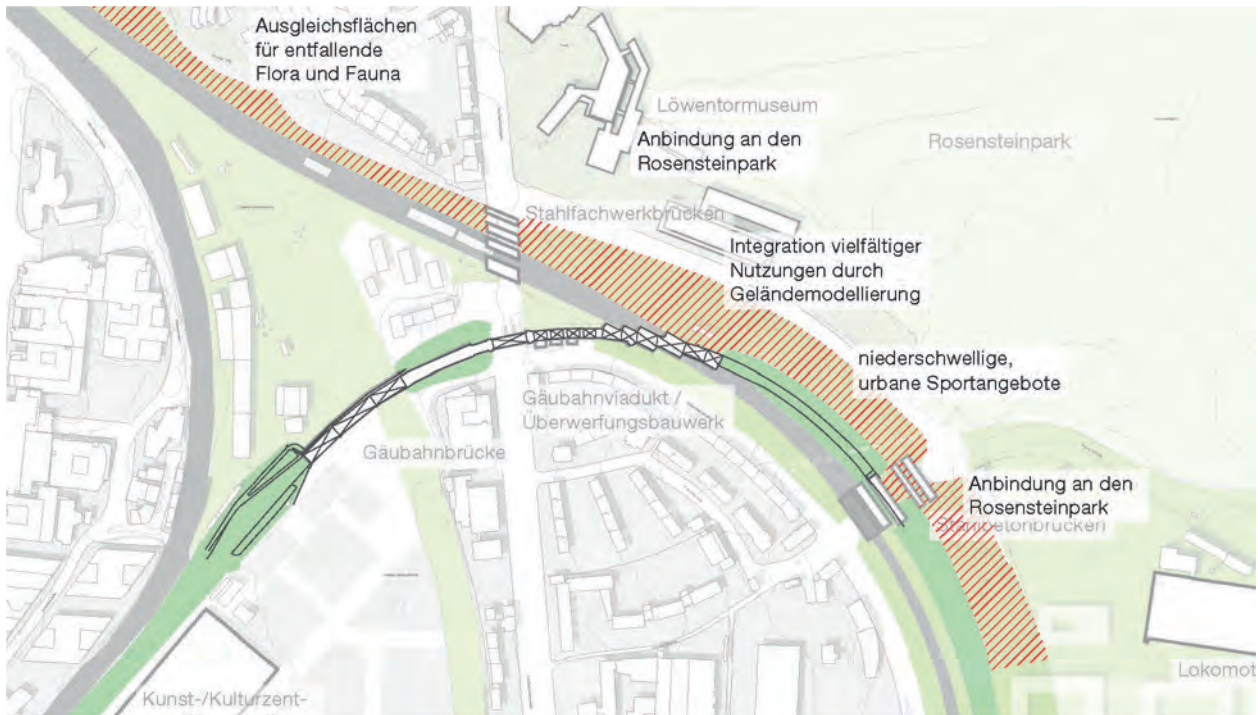 Ausgleichsflächen
für entfallende
Flora und Fauna
Löwentormuseum
Anbindung an den
Rosensteinpark
Rosensteinpark
Stahlfachwerkbrücken
Integration vielfältiger
Nutzungen durch
Geländemodellierung
niederschwellige,
urbane Sportangebote
Gäubahnviadukt /
Überwerfungsbauwerk
Gäubahnbrücke
Anbindung an den
Rosensteinpark
Stahlbetonbrücken
Lokomot
Kunst-/Kulturzent-